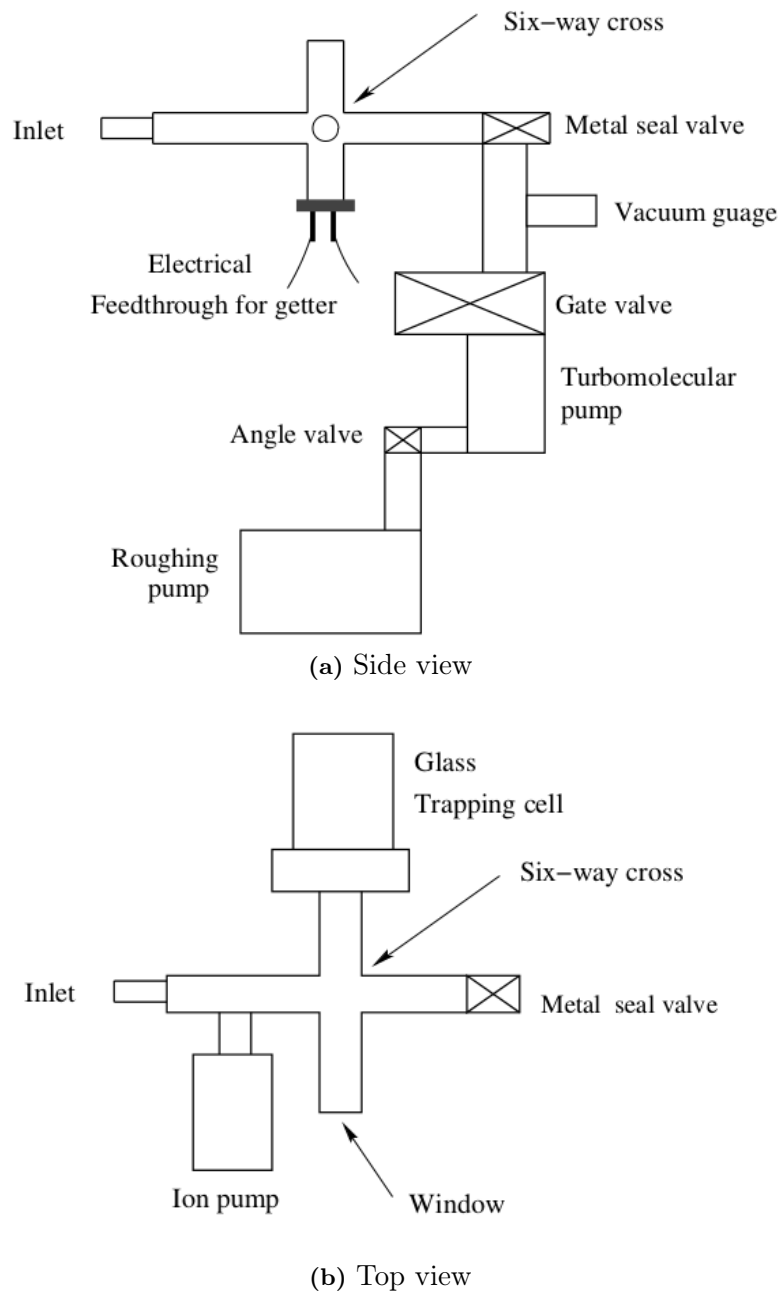 Six−way cross
Inlet
Metal seal valve
Vacuum guage
Electrical
Feedthrough for getter
Gate valve
Turbomolecular
pump
Angle valve
Roughing
pump
(a) Side view
Glass
Trapping cell
Six−way cross
Inlet
Metal seal valve
Ion pump
Window
(b) Top view